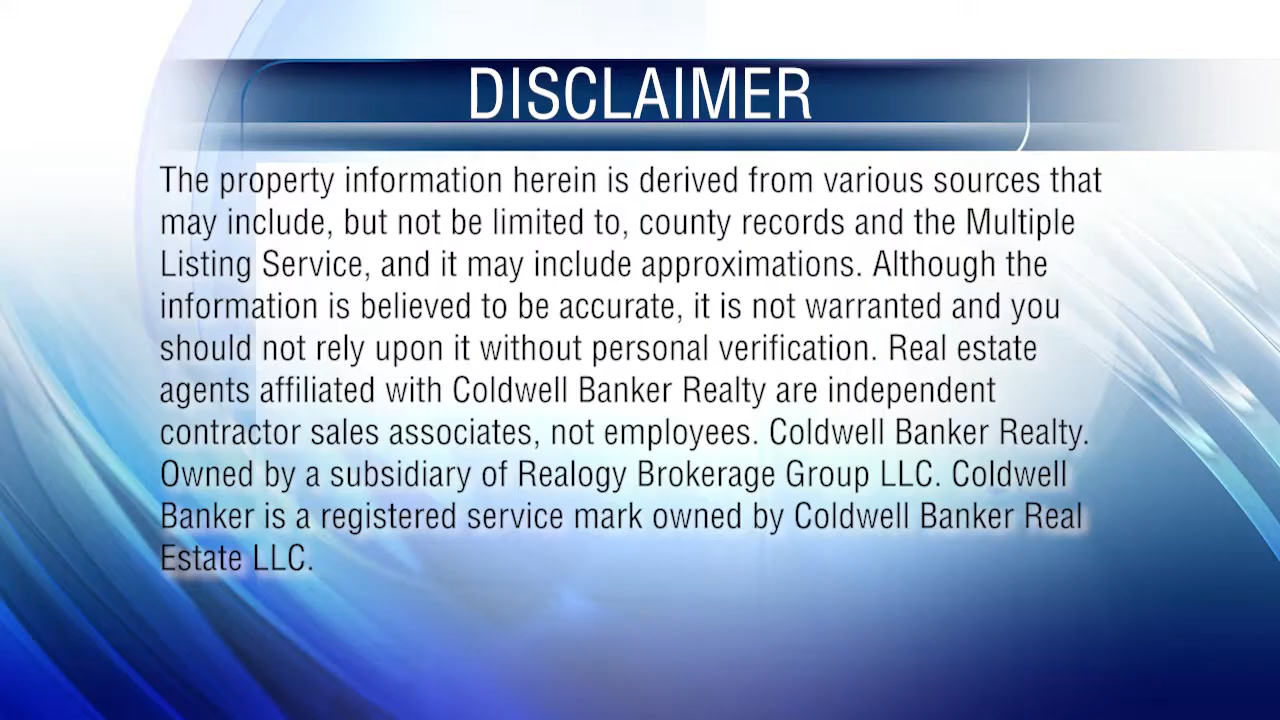 DISCLAIMER
The property information herein is derived from various sources that
may include, but not be limited to, county records and the Multiple
Listing Service, and it may include approximations. Although the
information is believed to be accurate, it is not warranted and you
should not rely upon it without personal verification. Real estate
agents affiliated with Coldwell Banker Realty are independent
contractor sales associates, not employees. Coldwell Banker Realty.
Owned by a subsidiary of Realogy Brokerage Group LLC. Coldwell
Banker is a registered service mark owned by Coldwell Banker Real
Estate LLC.